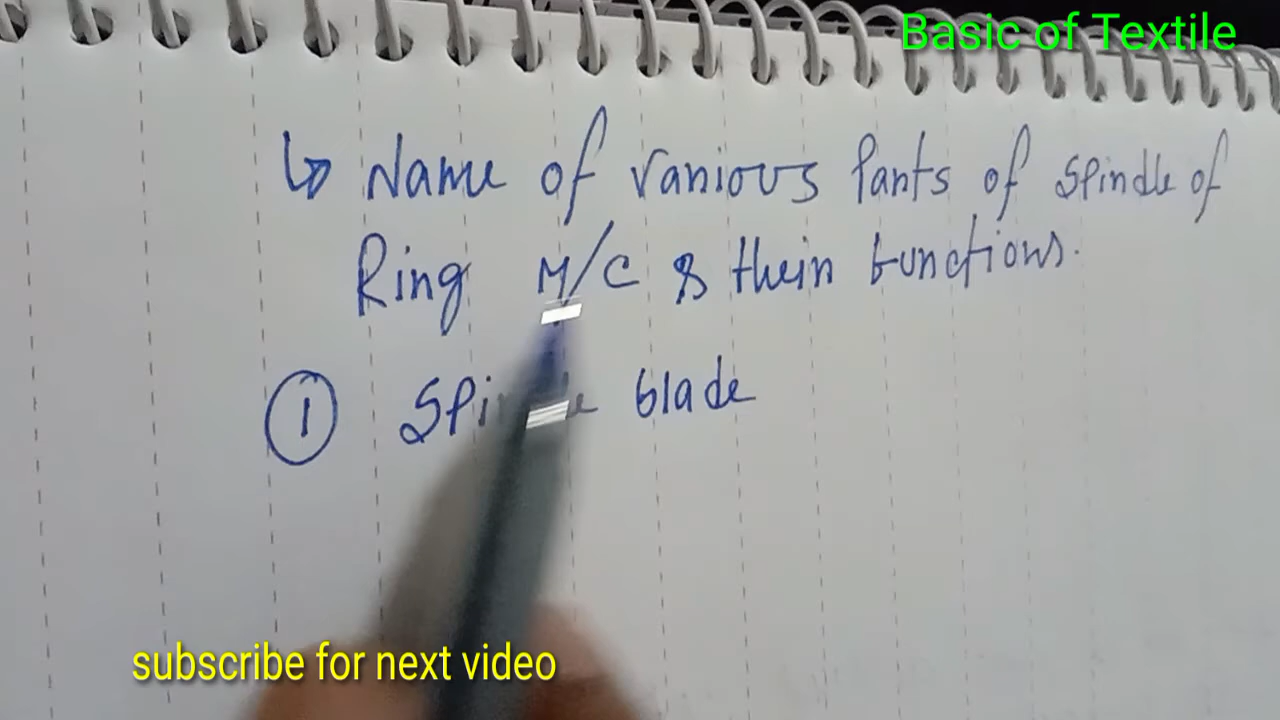 Basic of Textile
↳ Name of various Parts of spindle of
Ring M/C & their functions.
① Spindle blade
subscribe for next video